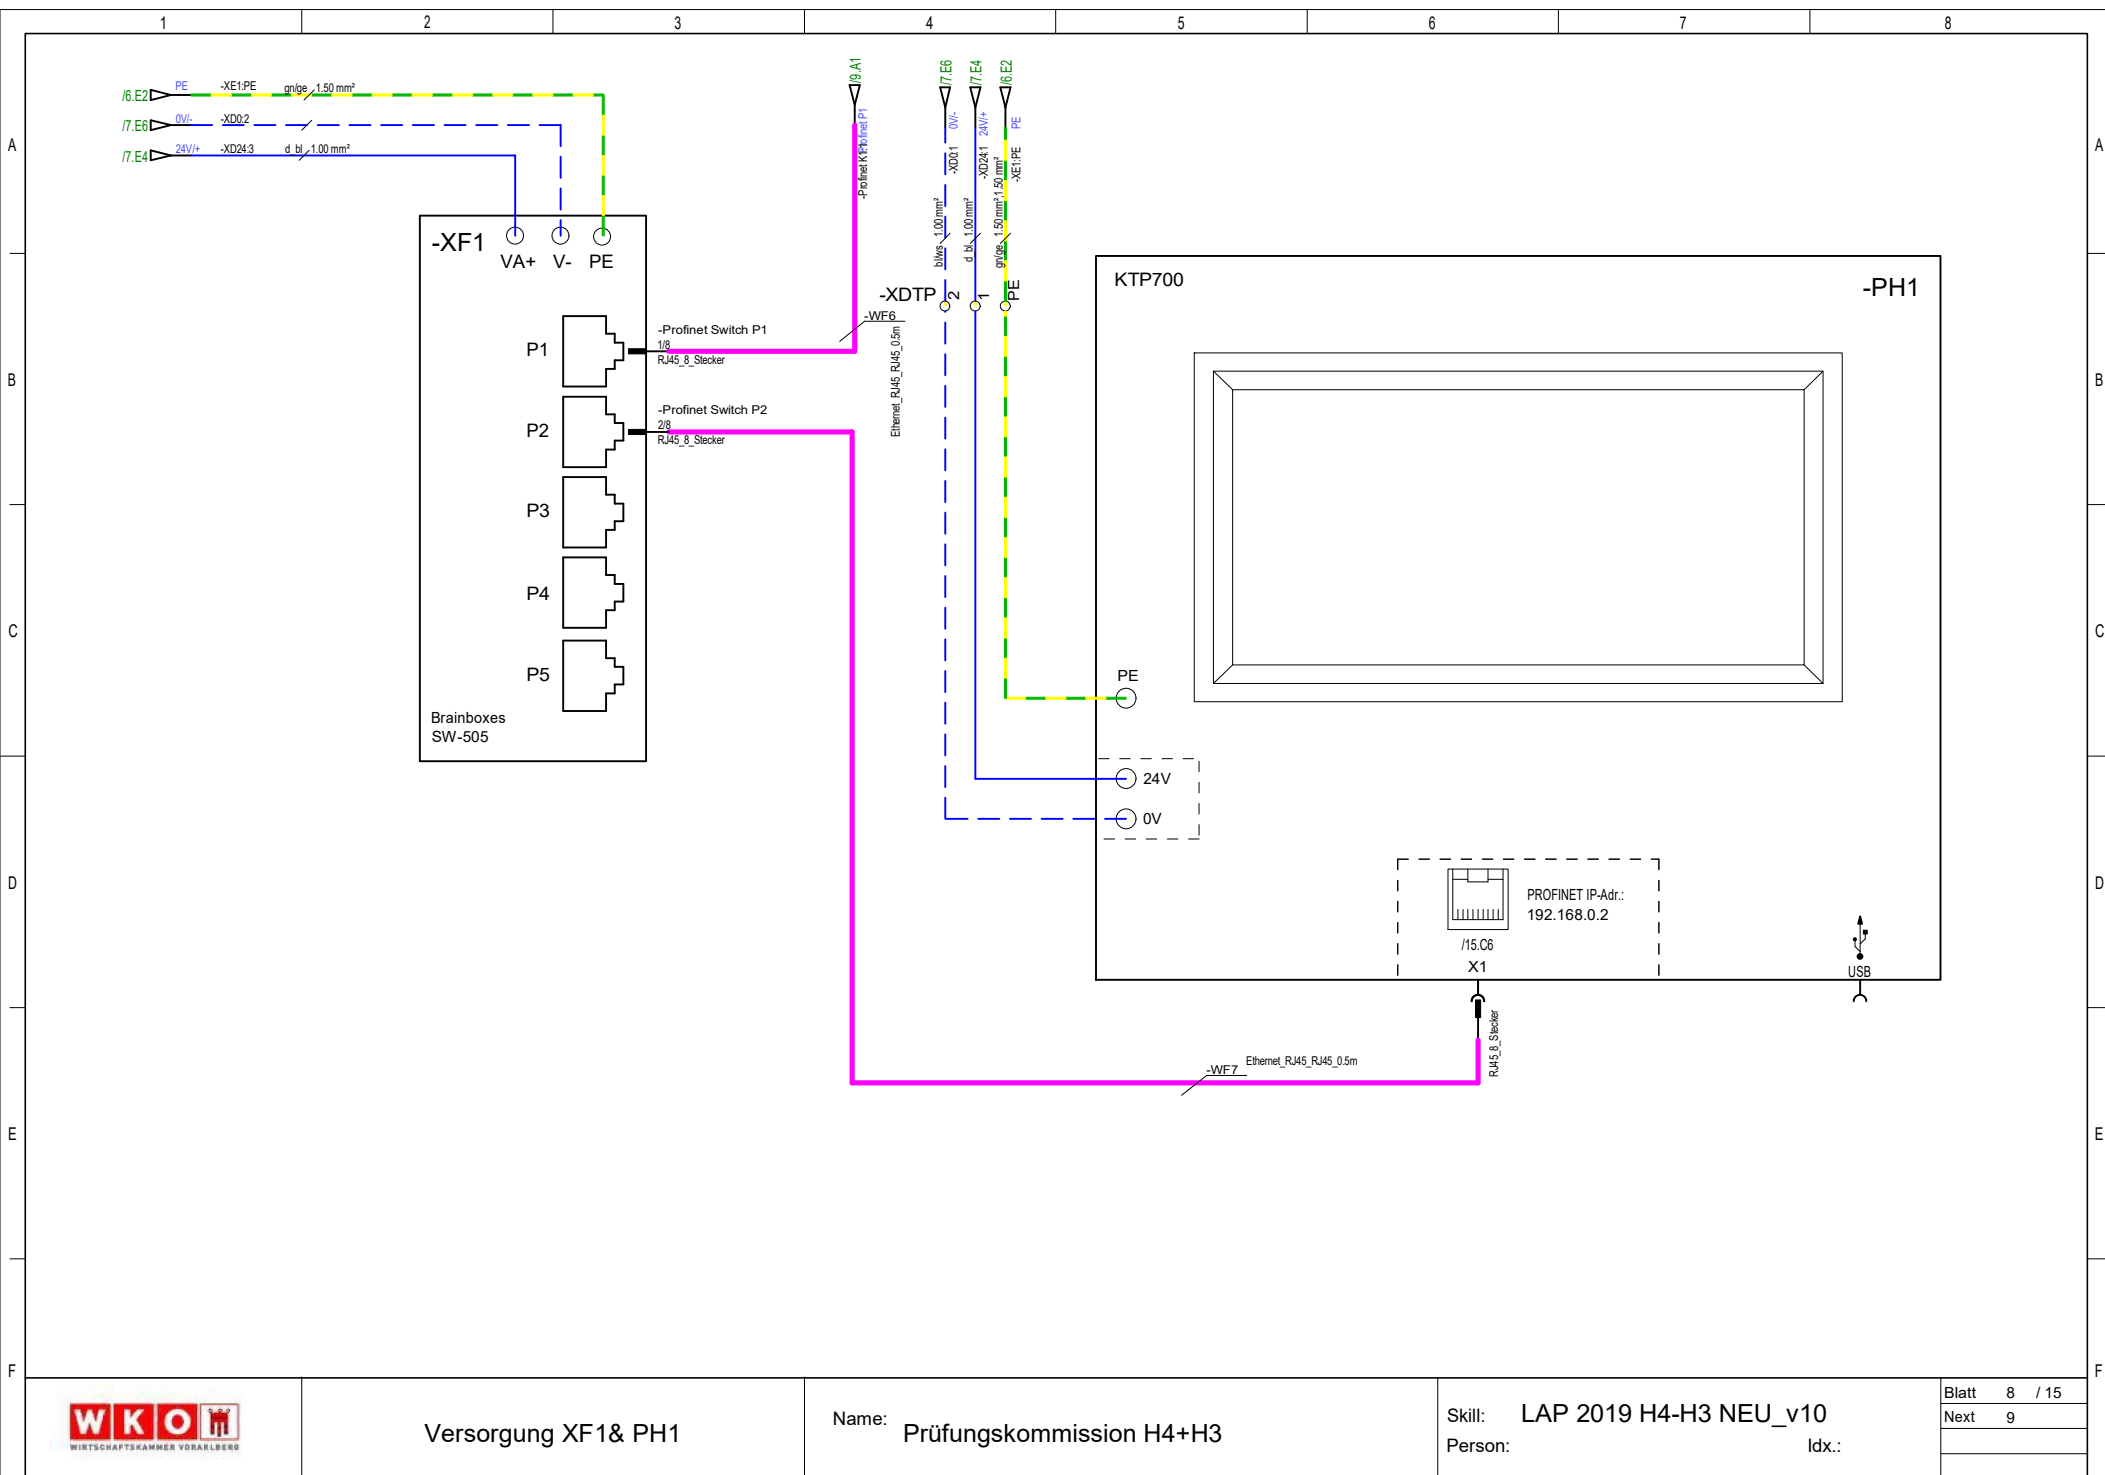 1 2 3 4 5 6 7 8
A A
B B
C C
D D
E E
F F
/6.E2 PE -XE1:PE gn/ge 1.50 mm²
/7.E6 0V/- -XD0:2
/7.E4 24V/+ -XD24:3 d_bl 1.00 mm²
-XF1
VA+ V- PE
P1
P2
P3
P4
P5
Brainboxes
SW-505
-Profinet Switch P1
1/8
RJ45_8_Stecker
-Profinet Switch P2
2/8
RJ45_8_Stecker
/9.A1
-WF6
Ethernet_RJ45_RJ45_0.5m
/7.E6 0V/- -XD0:1 bl/ws 1.00 mm²
/7.E4 24V/+ -XD24:1 d_bl 1.00 mm²
/6.E2 PE -XE1:PE gn/ge 1.50 mm² 1.50 mm²
-XDTP 2 1 PE
KTP700
-PH1
PE
24V
0V
PROFINET IP-Adr.:
192.168.0.2
/15.C6
X1
USB
RJ45_8_Stecker
-WF7
Ethernet_RJ45_RJ45_0.5m
WKO
WIRTSCHAFTSKAMMER VORARLBERG
Versorgung XF1& PH1
Name: Prüfungskommission H4+H3
Skill: LAP 2019 H4-H3 NEU_v10
Person: Idx.:
Blatt 8 / 15
Next 9